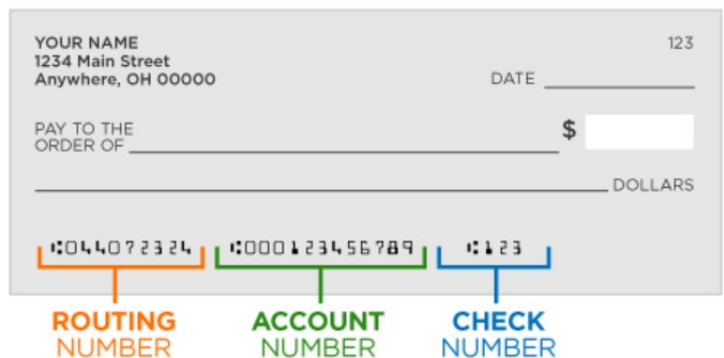 YOUR NAME 123
1234 Main Street
Anywhere, OH 00000 DATE
PAY TO THE
ORDER OF $
DOLLARS
⑆044072324 ⑆000123456789 ⑆123
ROUTING ACCOUNT CHECK
NUMBER NUMBER NUMBER